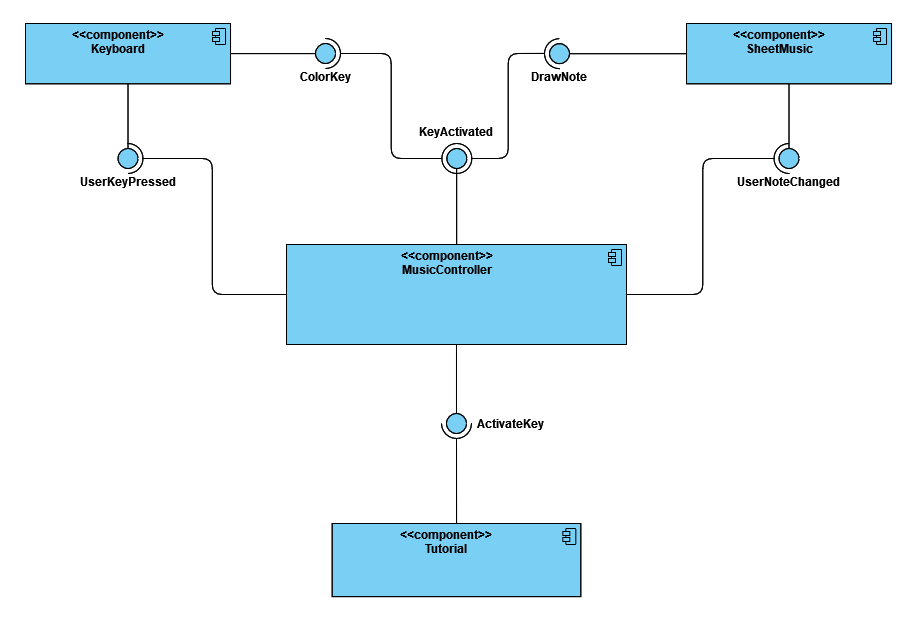 <<component>>
Keyboard
<<component>>
SheetMusic
ColorKey
DrawNote
KeyActivated
UserKeyPressed
UserNoteChanged
<<component>>
MusicController
ActivateKey
<<component>>
Tutorial